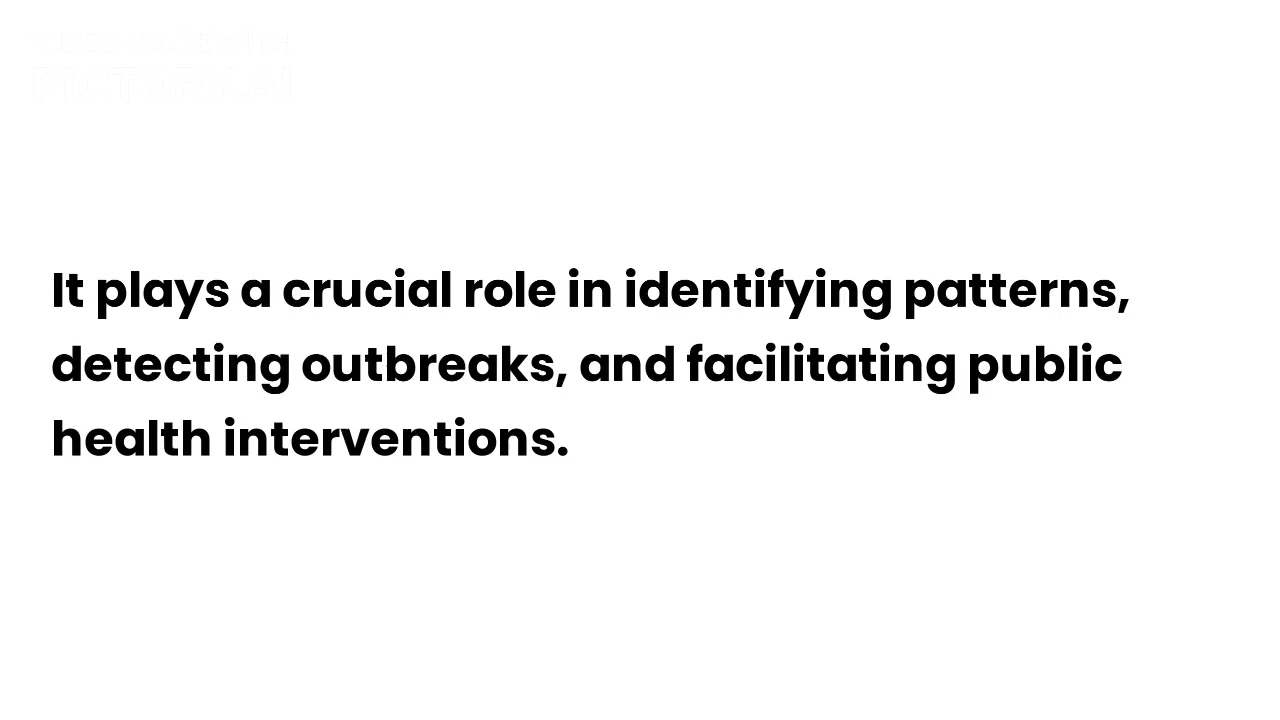 It plays a crucial role in identifying patterns,
detecting outbreaks, and facilitating public
health interventions.